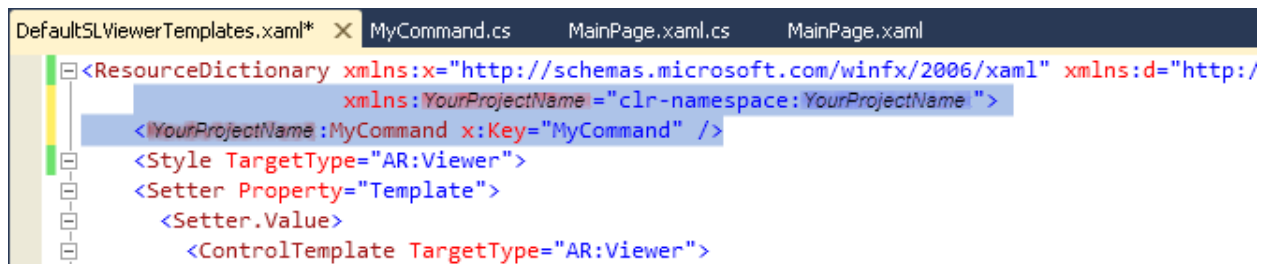 DefaultSLViewerTemplates.xaml* MyCommand.cs MainPage.xaml.cs MainPage.xaml
<ResourceDictionary xmlns:x="http://schemas.microsoft.com/winfx/2006/xaml" xmlns:d="http:/
xmlns:YourProjectName="clr-namespace:YourProjectName">
<YourProjectName:MyCommand x:Key="MyCommand" />
<Style TargetType="AR:Viewer">
<Setter Property="Template">
<Setter.Value>
<ControlTemplate TargetType="AR:Viewer">